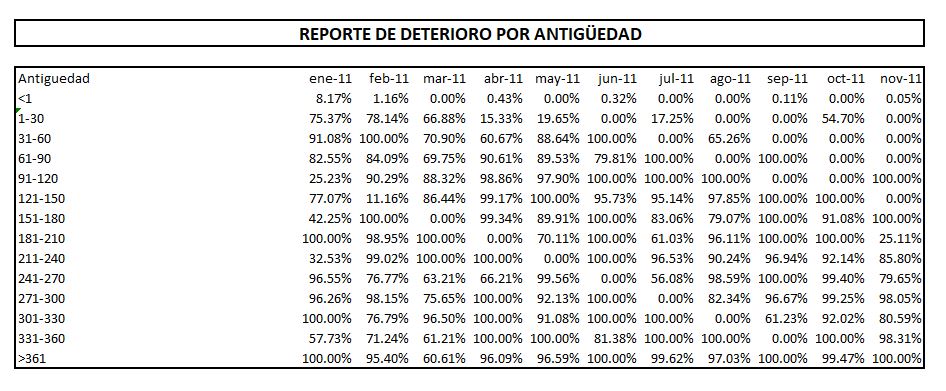 REPORTE DE DETERIORO POR ANTIGÜEDAD
Antiguedad ene-11 feb-11 mar-11 abr-11 may-11 jun-11 jul-11 ago-11 sep-11 oct-11 nov-11
<1 8.17% 1.16% 0.00% 0.43% 0.00% 0.32% 0.00% 0.00% 0.11% 0.00% 0.05%
1-30 75.37% 78.14% 66.88% 15.33% 19.65% 0.00% 17.25% 0.00% 0.00% 54.70% 0.00%
31-60 91.08% 100.00% 70.90% 60.67% 88.64% 100.00% 0.00% 65.26% 0.00% 0.00% 0.00%
61-90 82.55% 84.09% 69.75% 90.61% 89.53% 79.81% 100.00% 0.00% 100.00% 0.00% 0.00%
91-120 25.23% 90.29% 88.32% 98.86% 97.90% 100.00% 100.00% 100.00% 0.00% 0.00% 100.00%
121-150 77.07% 11.16% 86.44% 99.17% 100.00% 95.73% 95.14% 97.85% 100.00% 100.00% 0.00%
151-180 42.25% 100.00% 0.00% 99.34% 89.91% 100.00% 83.06% 79.07% 100.00% 91.08% 100.00%
181-210 100.00% 98.95% 100.00% 0.00% 70.11% 100.00% 61.03% 96.11% 100.00% 100.00% 25.11%
211-240 32.53% 99.02% 100.00% 100.00% 0.00% 100.00% 96.53% 90.24% 96.94% 92.14% 85.80%
241-270 96.55% 76.77% 63.21% 66.21% 99.56% 0.00% 56.08% 98.59% 100.00% 99.40% 79.65%
271-300 96.26% 98.15% 75.65% 100.00% 92.13% 100.00% 0.00% 82.34% 96.67% 99.25% 98.05%
301-330 100.00% 76.79% 96.50% 100.00% 91.08% 100.00% 100.00% 0.00% 61.23% 92.02% 80.59%
331-360 57.73% 71.24% 61.21% 100.00% 100.00% 81.38% 100.00% 100.00% 0.00% 100.00% 98.31%
>361 100.00% 95.40% 60.61% 96.09% 96.59% 100.00% 99.62% 97.03% 100.00% 99.47% 100.00%